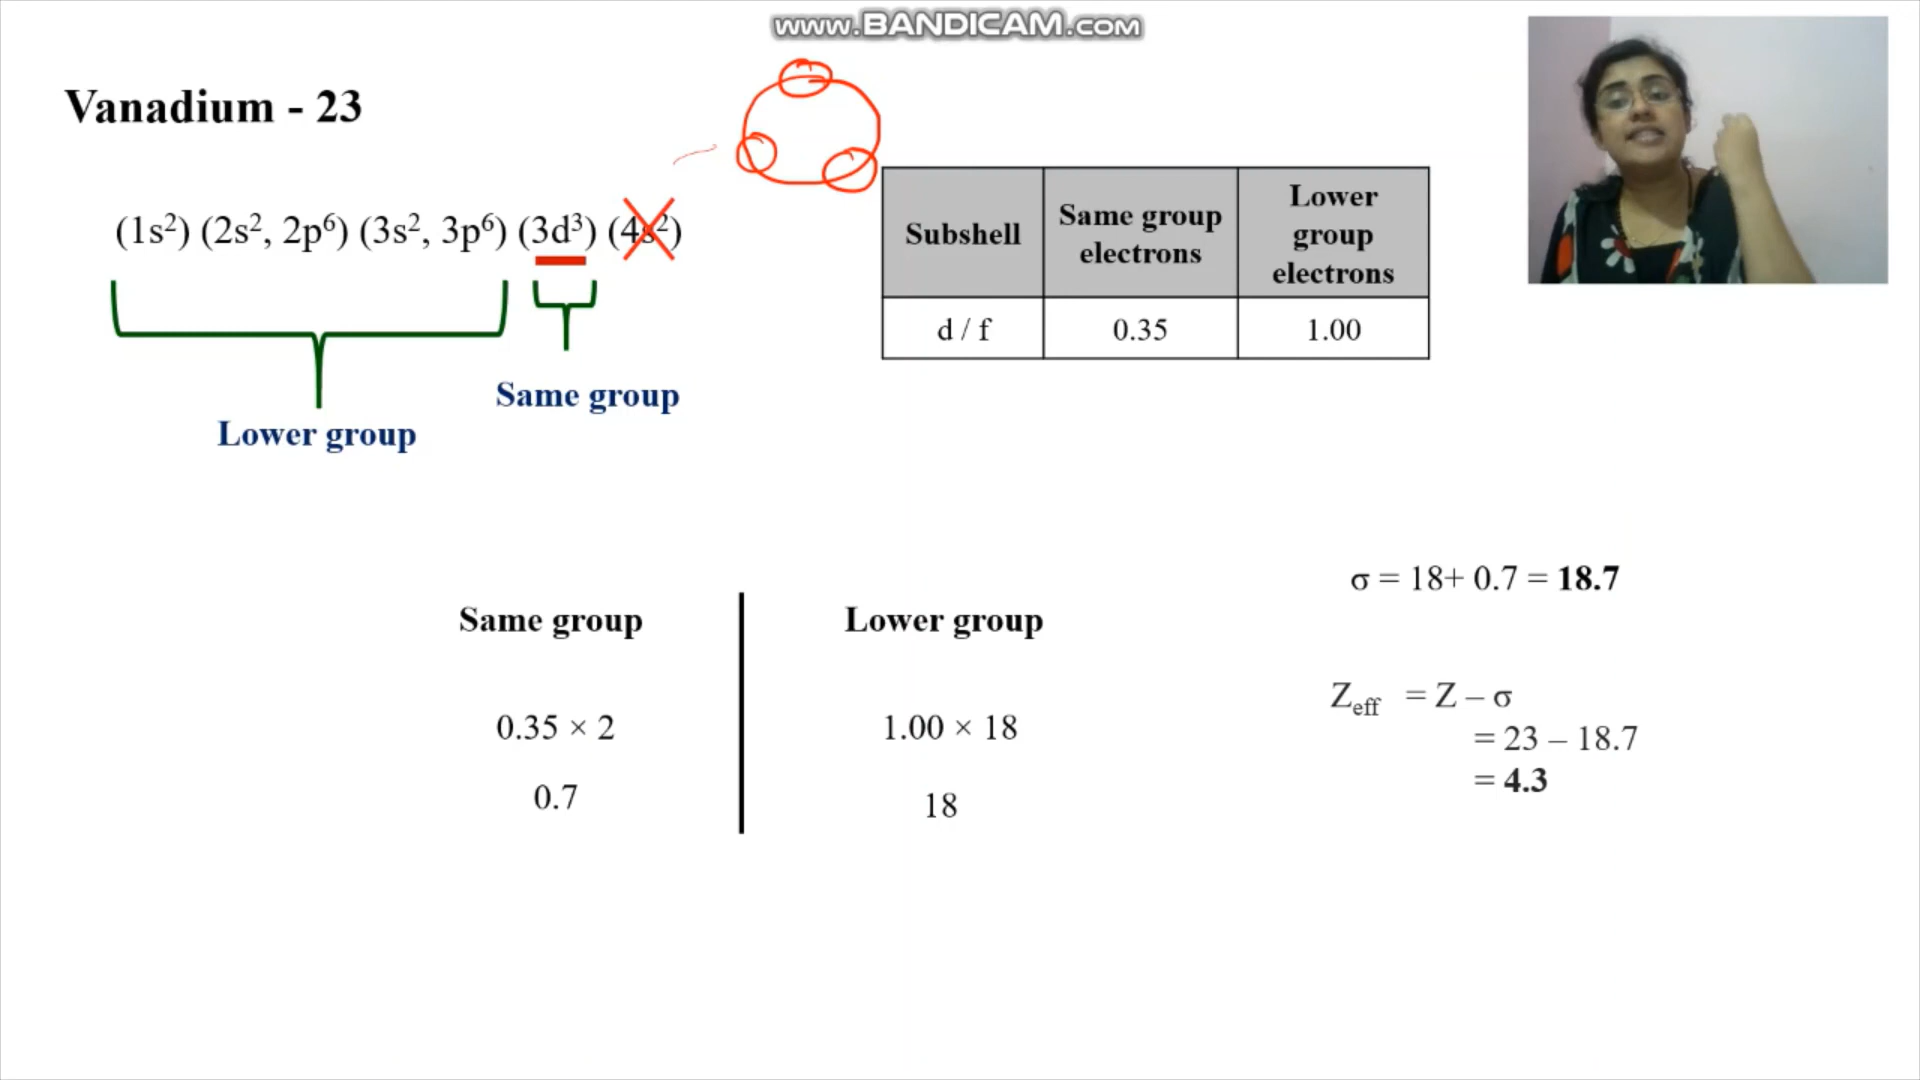 www.BANDICAM.com
Vanadium - 23
(1s²) (2s², 2p⁶) (3s², 3p⁶) (3d³) (4s²)
Lower group
Same group
Subshell
Same group
electrons
Lower
group
electrons
d / f
0.35
1.00
Same group
0.35 × 2
0.7
Lower group
1.00 × 18
18
σ = 18+ 0.7 = 18.7
Zeff = Z – σ
= 23 – 18.7
= 4.3